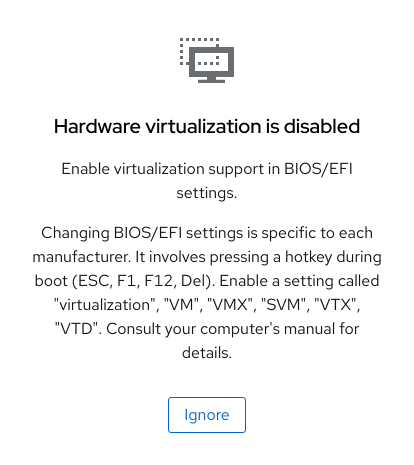 Hardware virtualization is disabled
Enable virtualization support in BIOS/EFI
settings.
Changing BIOS/EFI settings is specific to each
manufacturer. It involves pressing a hotkey during
boot (ESC, F1, F12, Del). Enable a setting called
"virtualization", "VM", "VMX", "SVM", "VTX",
"VTD". Consult your computer's manual for
details.
Ignore